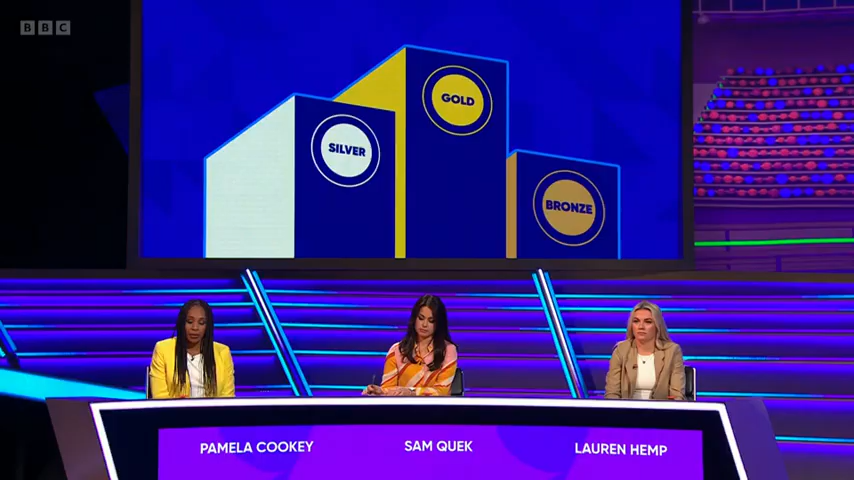 BBC
GOLD
SILVER
BRONZE
PAMELA COOKEY
SAM QUEK
LAUREN HEMP